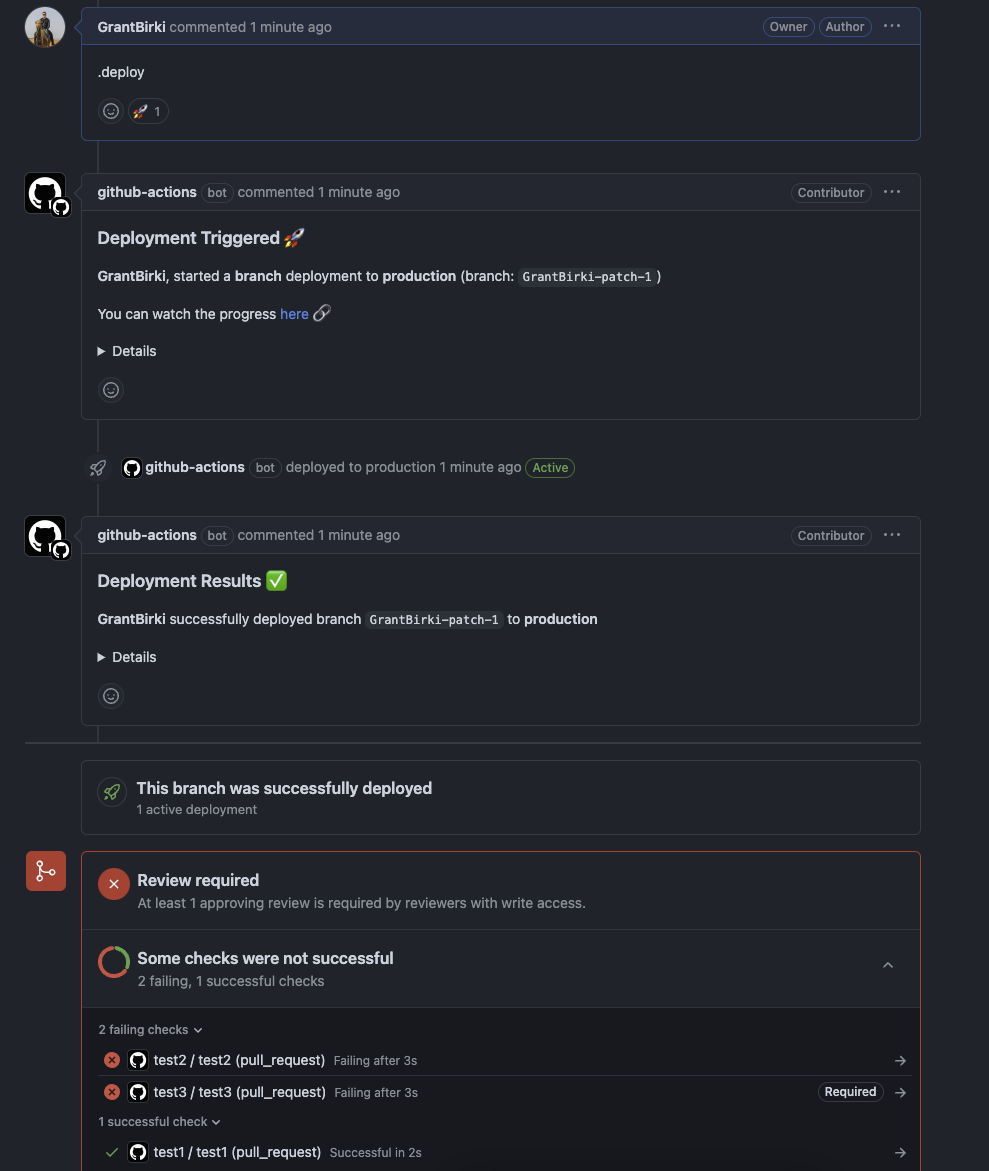 GrantBirki commented 1 minute ago Owner Author ...
.deploy
🚀 1
github-actions bot commented 1 minute ago Contributor ...
Deployment Triggered 🚀
GrantBirki, started a branch deployment to production (branch: GrantBirki-patch-1 )
You can watch the progress here 🔗
▶ Details
github-actions bot deployed to production 1 minute ago Active
github-actions bot commented 1 minute ago Contributor ...
Deployment Results ✅
GrantBirki successfully deployed branch GrantBirki-patch-1 to production
▶ Details
This branch was successfully deployed
1 active deployment
Review required
At least 1 approving review is required by reviewers with write access.
Some checks were not successful
2 failing, 1 successful checks
2 failing checks
test2 / test2 (pull_request) Failing after 3s
test3 / test3 (pull_request) Failing after 3s Required
1 successful check
test1 / test1 (pull_request) Successful in 2s